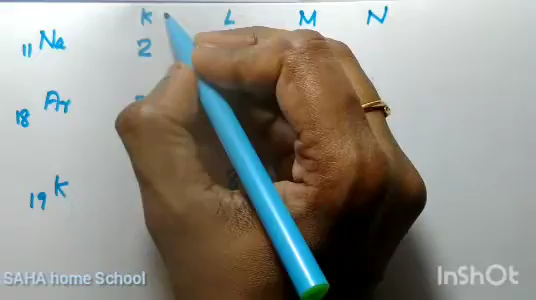 K L M N
11 Na 2
18 Ar
19 K
SAHA home School
InShOt